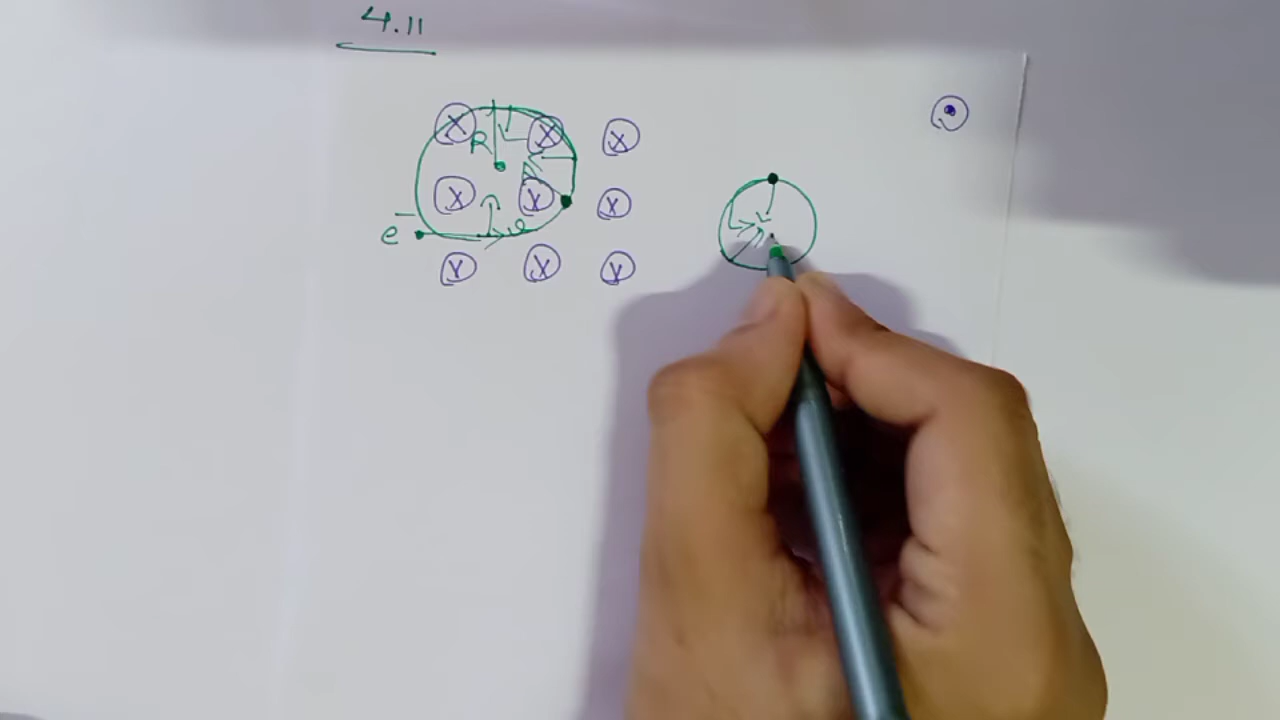 4.11
X X X
R
X X X
e⁻ v
X X X